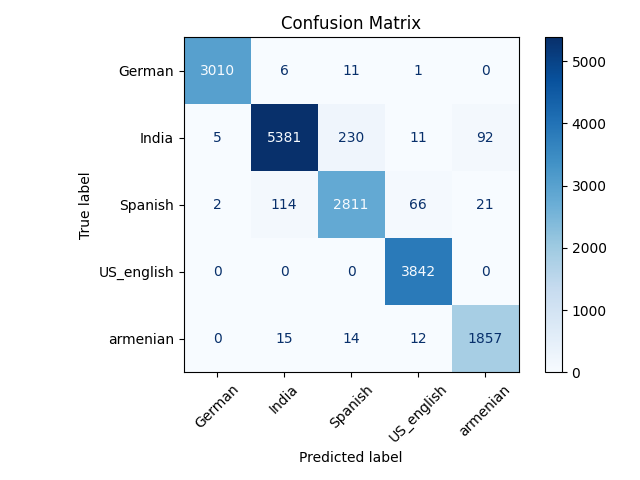 Confusion Matrix
German 3010 6 11 1 0
India 5 5381 230 11 92
Spanish 2 114 2811 66 21
US_english 0 0 0 3842 0
armenian 0 15 14 12 1857
German India Spanish US_english armenian
Predicted label
True label
5000
4000
3000
2000
1000
0